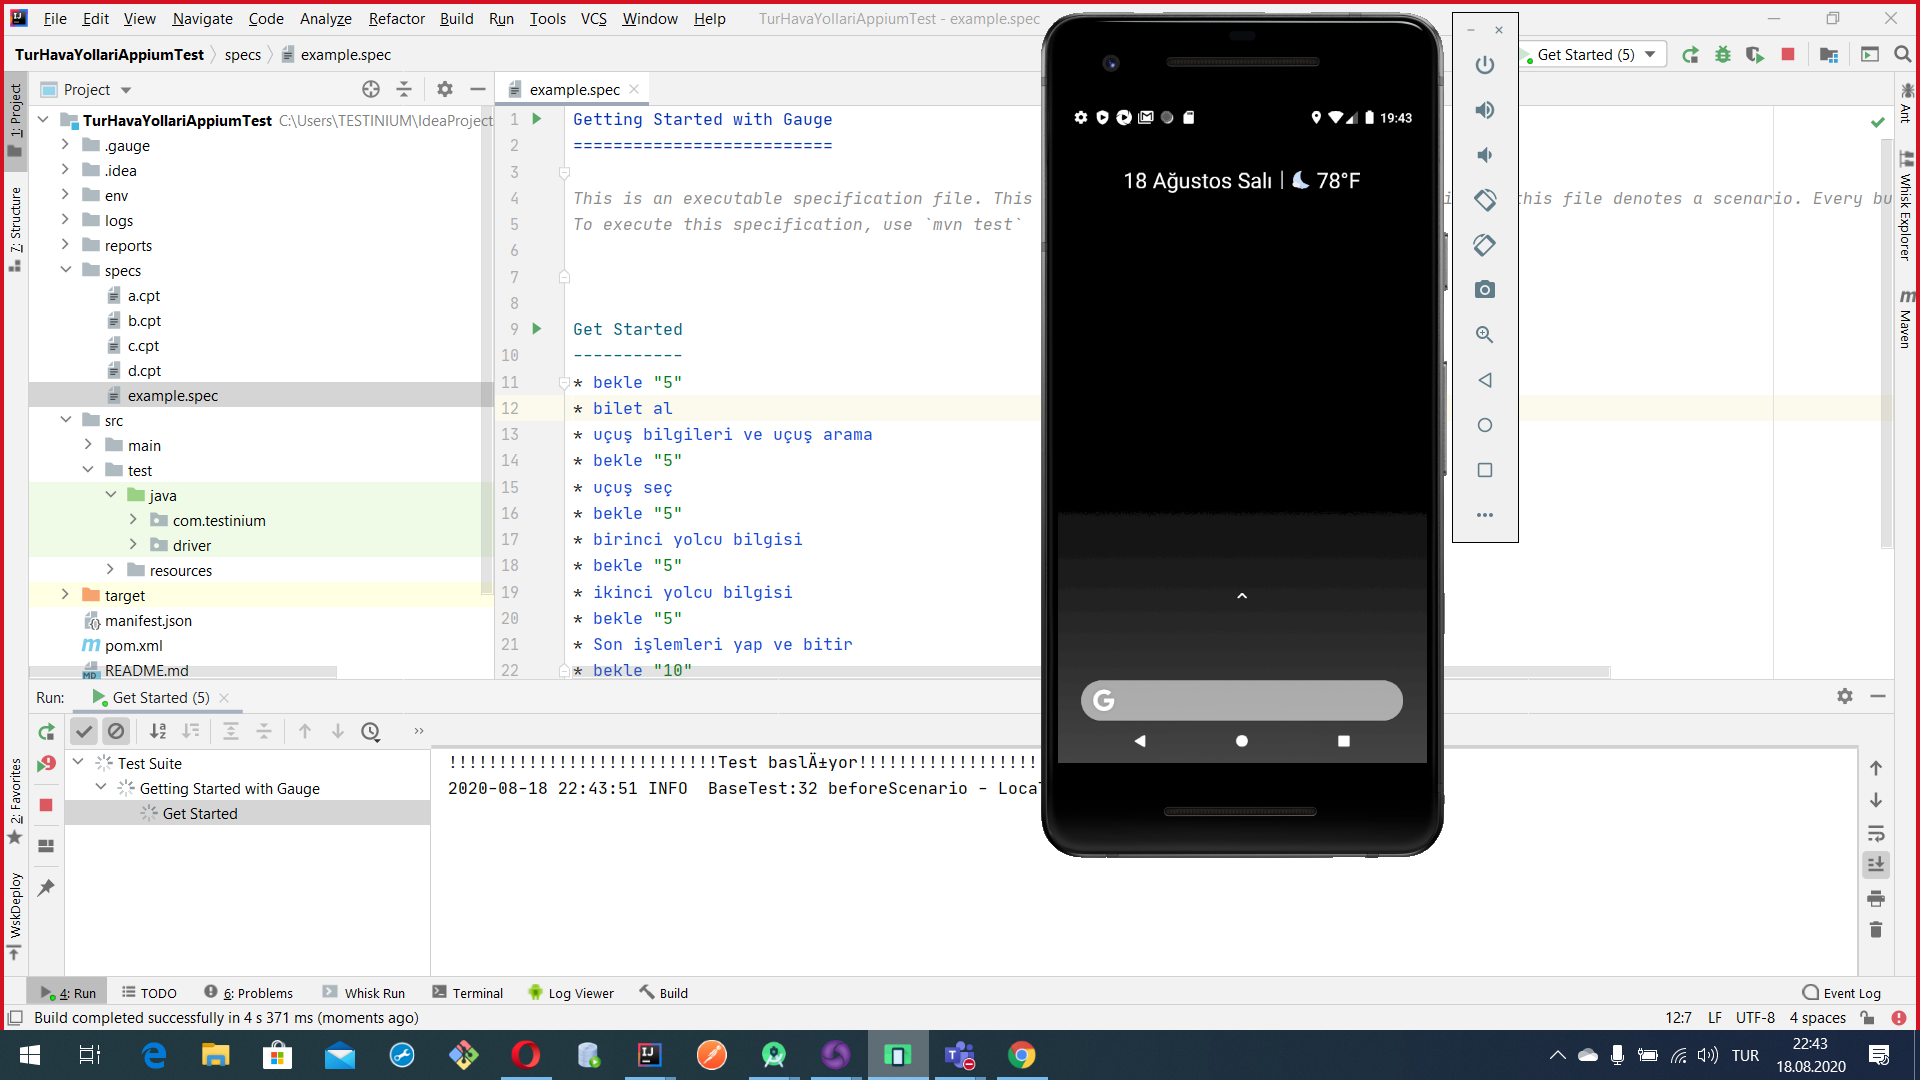 File Edit View Navigate Code Analyze Refactor Build Run Tools VCS Window Help TurHavaYollariAppiumTest - example.spec
TurHavaYollariAppiumTest specs example.spec
Get Started (5)
Project
example.spec
1: Project
7: Structure
2: Favorites
WskDeploy
TurHavaYollariAppiumTest C:\Users\TESTINIUM\IdeaProject
.gauge
.idea
env
logs
reports
specs
a.cpt
b.cpt
c.cpt
d.cpt
example.spec
src
main
test
java
com.testinium
driver
resources
target
manifest.json
pom.xml
README.md
1 Getting Started with Gauge
2 ==========================
3
4 This is an executable specification file. This
this file denotes a scenario. Every bu
5 To execute this specification, use `mvn test`
6
7
8
9 Get Started
10 -----------
11 * bekle "5"
12 * bilet al
13 * uçuş bilgileri ve uçuş arama
14 * bekle "5"
15 * uçuş seç
16 * bekle "5"
17 * birinci yolcu bilgisi
18 * bekle "5"
19 * ikinci yolcu bilgisi
20 * bekle "5"
21 * Son işlemleri yap ve bitir
22 * bekle "10"
19:43
18 Ağustos Salı | 78°F
G
Ant
Whisk Explorer
Maven
Run: Get Started (5)
Test Suite
Getting Started with Gauge
Get Started
!!!!!!!!!!!!!!!!!!!!!!!!!!!Test baslÄ±yor!!!!!!!!!!!!!!!!!!
2020-08-18 22:43:51 INFO BaseTest:32 beforeScenario - Loca
4: Run TODO 6: Problems Whisk Run Terminal Log Viewer Build Event Log
Build completed successfully in 4 s 371 ms (moments ago) 12:7 LF UTF-8 4 spaces
TUR
22:43
18.08.2020